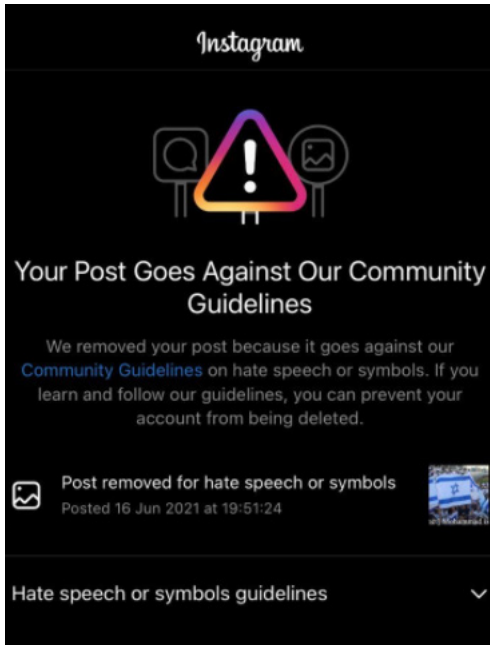 Instagram
Your Post Goes Against Our Community
Guidelines
We removed your post because it goes against our
Community Guidelines on hate speech or symbols. If you
learn and follow our guidelines, you can prevent your
account from being deleted.
Post removed for hate speech or symbols
Posted 16 Jun 2021 at 19:51:24
Hate speech or symbols guidelines